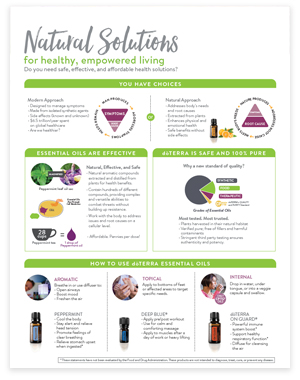 Natural Solutions
for healthy, empowered living
Do you need safe, effective, and affordable health solutions?
YOU HAVE CHOICES
Modern Approach
- Designed to manage symptoms
- Made from isolated synthetic agents
- Side effects
- $6.5 trillion/year spent
on global healthcare
- Are we healthier?
SYMPTOMS
or
Natural Approach
- Addresses body's needs
and root causes
- Extracted from plants
- Enhances physical and
emotional health
- Safe benefits without
side effects
ROOT CAUSE
ESSENTIAL OILS ARE EFFECTIVE
Peppermint leaf oil sac
Natural, Effective, and Safe
- Natural aromatic compounds
extracted and distilled from
plants for health benefits
- Contain hundreds of different
compounds providing complex
and versatile abilities to
combat threats without
building up resistance
- Work with the body to address
issues and root causes on a
cellular level
- Affordable. Pennies per dose!
28
Peppermint tea
=
1 drop of
Peppermint oil
dōTERRA IS SAFE AND 100% PURE
Why a new standard of quality?
SYNTHETIC
FOOD
THERAPEUTIC
Grades of Essential Oils
Most tested. Most trusted.
- Plants harvested in their natural habitat
- Verified pure; free of fillers and harmful
contaminants
- Stringent third-party testing ensures
authenticity and potency
HOW TO USE dōTERRA ESSENTIAL OILS
AROMATIC
Breathe in or use diffuser to:
- Open airways
- Boost mood
- Freshen the air
TOPICAL
Apply to bottoms of feet
or affected areas to target
specific needs.
INTERNAL
Drop in water, under
tongue, or into a veggie
capsule and swallow.
PEPPERMINT
- Cool the body
- Stay alert and relieve
head tension
- Promote feelings of
clear breathing
- Relieve stomach upset
when ingested*
DEEP BLUE®
- Apply pre/post workout
- Use for calm and
comforting massage
- Apply to muscles after a
day of work or heavy lifting
dōTERRA
ON GUARD®
- Powerful immune
system boost*
- Support healthy
respiratory function*
- Diffuse for cleansing
the air
*These statements have not been evaluated by the Food and Drug Administration. These products are not intended to diagnose, treat, cure, or prevent any disease.